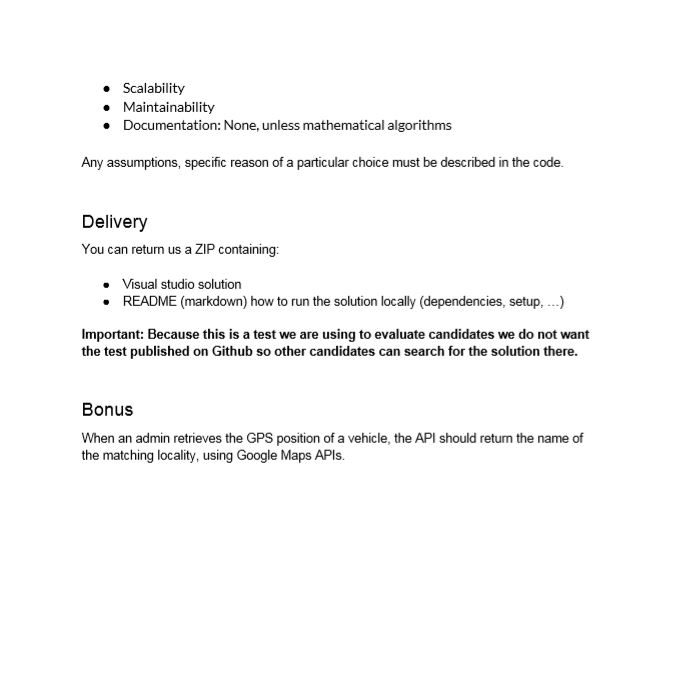 ● Scalability
● Maintainability
● Documentation: None, unless mathematical algorithms
Any assumptions, specific reason of a particular choice must be described in the code.
Delivery
You can return us a ZIP containing:
● Visual studio solution
● README (markdown) how to run the solution locally (dependencies, setup, …)
Important: Because this is a test we are using to evaluate candidates we do not want
the test published on Github so other candidates can search for the solution there.
Bonus
When an admin retrieves the GPS position of a vehicle, the API should return the name of
the matching locality, using Google Maps APIs.